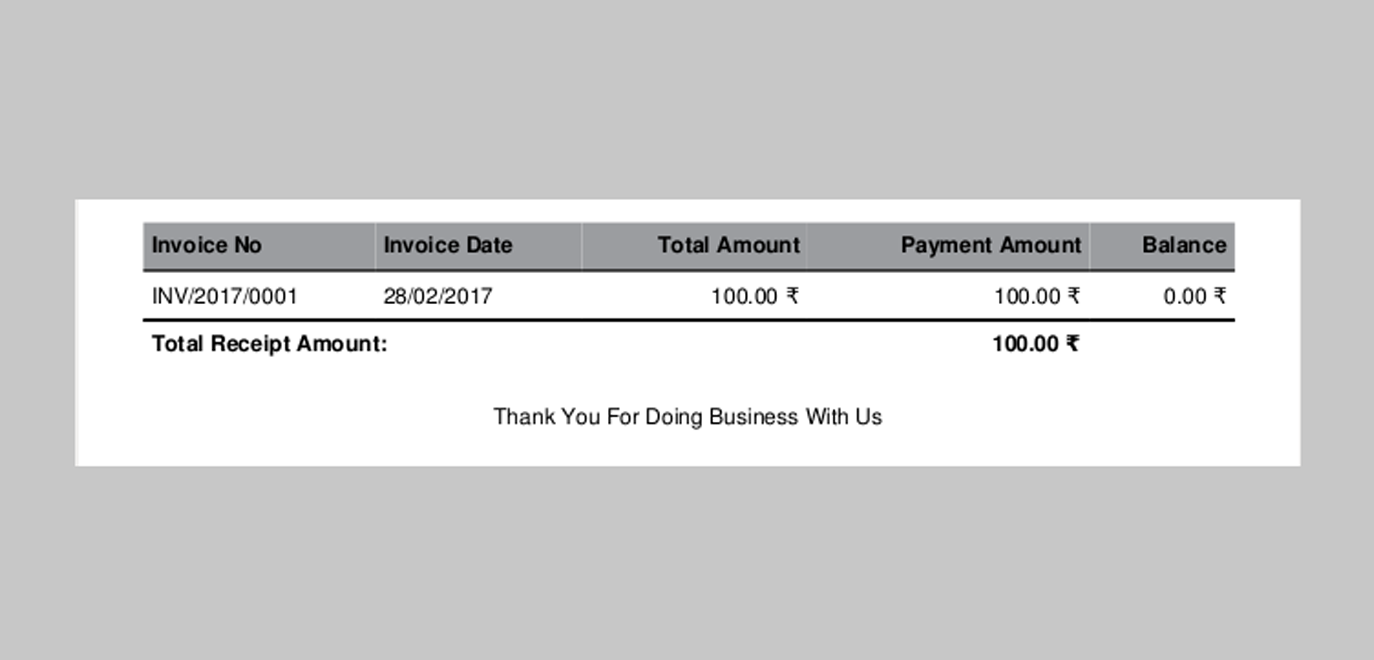 Invoice No Invoice Date Total Amount Payment Amount Balance
INV/2017/0001 28/02/2017 100.00 ₹ 100.00 ₹ 0.00 ₹
Total Receipt Amount: 100.00 ₹
Thank You For Doing Business With Us